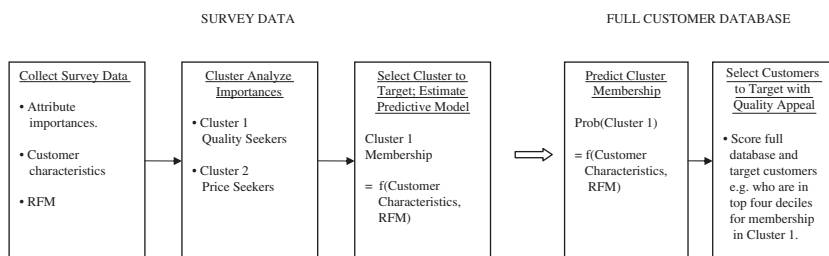 SURVEY DATA
FULL CUSTOMER DATABASE
Collect Survey Data
• Attribute
importances.
• Customer
characteristics
• RFM
Cluster Analyze
Importances
• Cluster 1
Quality Seekers
• Cluster 2
Price Seekers
Select Cluster to
Target; Estimate
Predictive Model
Cluster 1
Membership
= f(Customer
Characteristics,
RFM)
Predict Cluster
Membership
Prob(Cluster 1)
= f(Customer
Characteristics,
RFM)
Select Customers
to Target with
Quality Appeal
• Score full
database and
target customers
e.g. who are in
top four deciles
for membership
in Cluster 1.